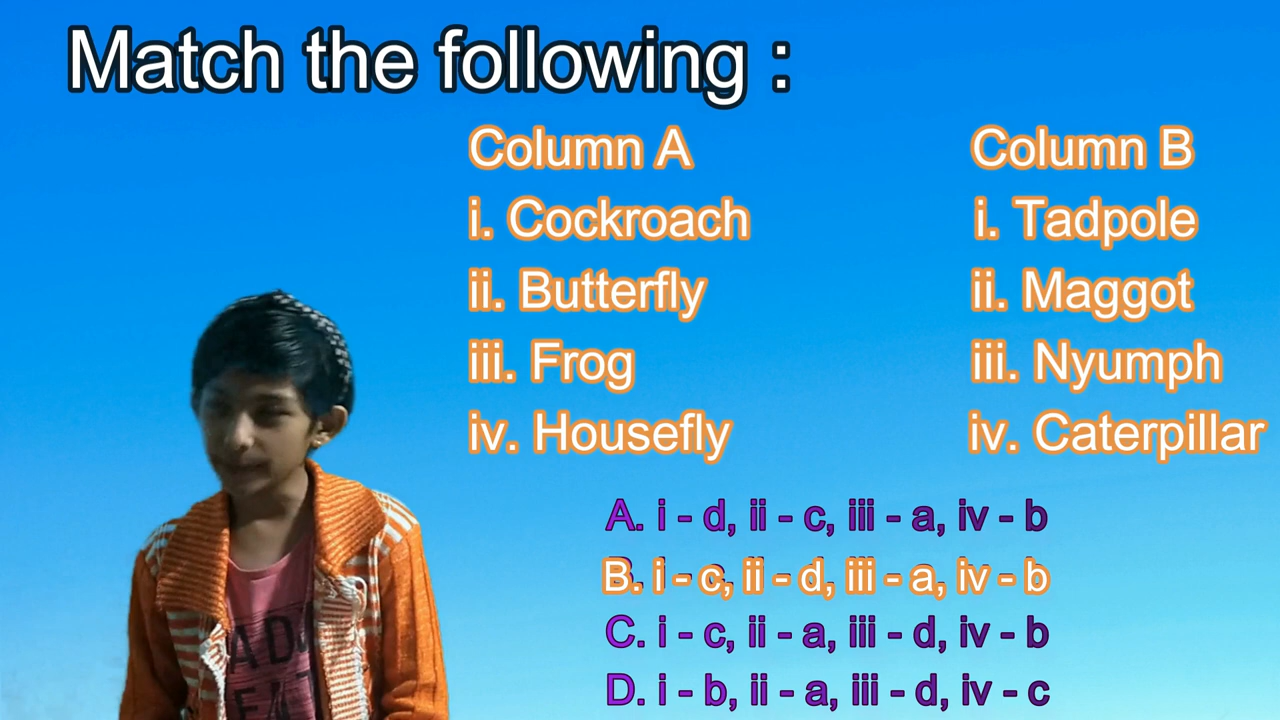 Match the following :
Column A Column B
i. Cockroach i. Tadpole
ii. Butterfly ii. Maggot
iii. Frog iii. Nyumph
iv. Housefly iv. Caterpillar
A. i - d, ii - c, iii - a, iv - b
B. i - c, ii - d, iii - a, iv - b
C. i - c, ii - a, iii - d, iv - b
D. i - b, ii - a, iii - d, iv - c